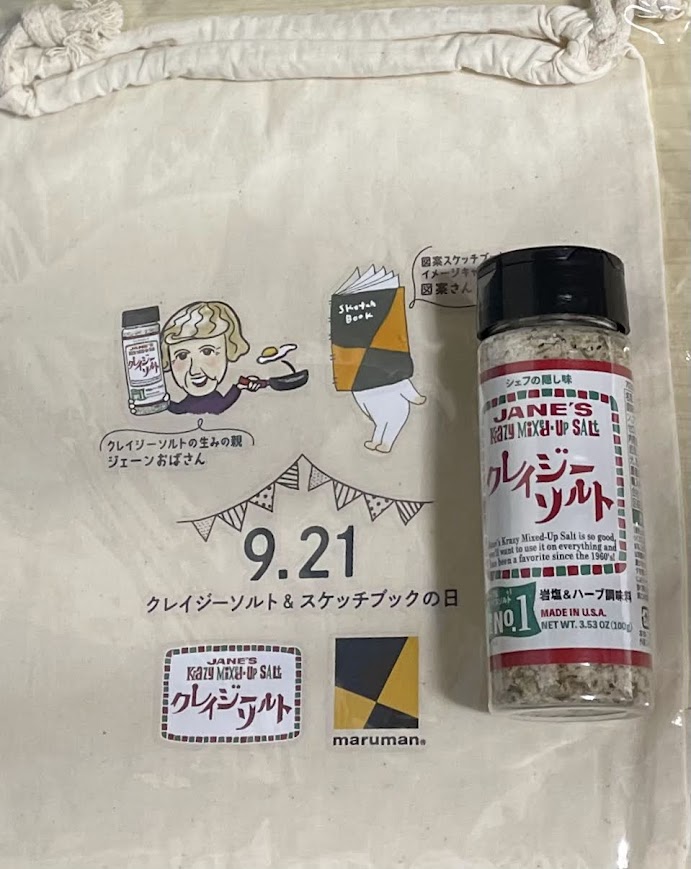 図案スケッチブ
イメージキャ
図案さん
Sketch
Book
JANE'S
クレイジー
ソルト
クレイジーソルトの生みの親
ジェーンおばさん
9.21
クレイジーソルト&スケッチブックの日
JANE'S
KRaZY MiXeD-UP SALt
クレイジーソルト
maruman®
シェフの隠し味
JANE'S
KRaZY MiXeD-UP SALt
クレイジー
ソルト
Krazy Mixed-Up Salt is so good,
want to use it on everything and
been a favorite since the 1960's!
No.1
岩塩&ハーブ調味料
MADE IN U.S.A.
NET WT. 3.53 OZ (100g)